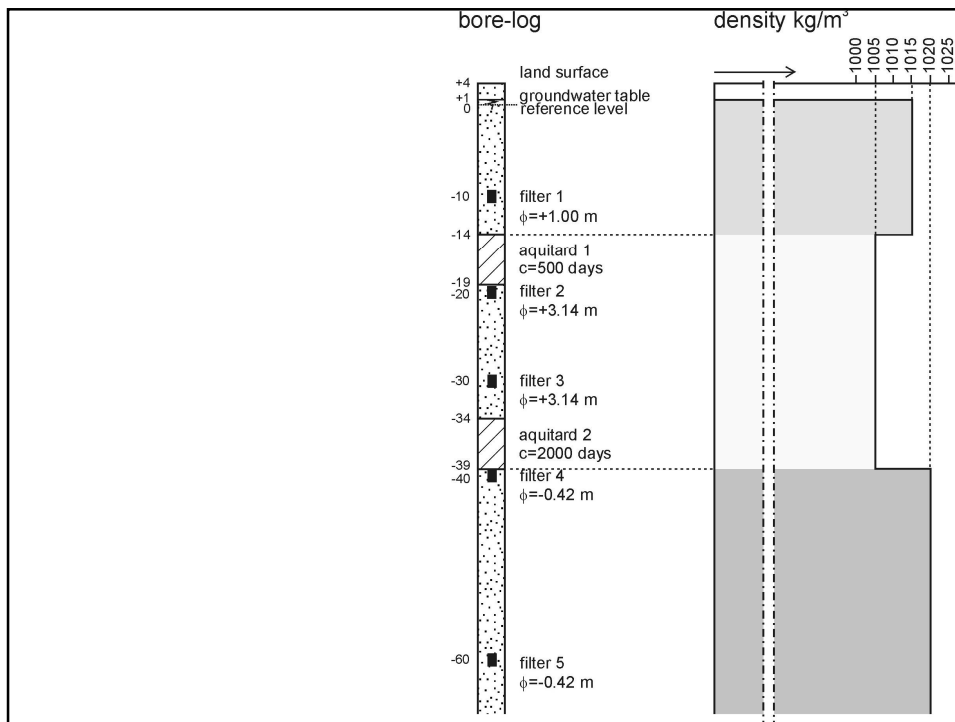 bore-log
density kg/m³
1000
1005
1010
1015
1020
1025
land surface
+4
groundwater table
+1
reference level
0
-10
filter 1
ϕ=+1.00 m
-14
aquitard 1
c=500 days
-19
-20
filter 2
ϕ=+3.14 m
-30
filter 3
ϕ=+3.14 m
-34
aquitard 2
c=2000 days
-39
-40
filter 4
ϕ=-0.42 m
-60
filter 5
ϕ=-0.42 m